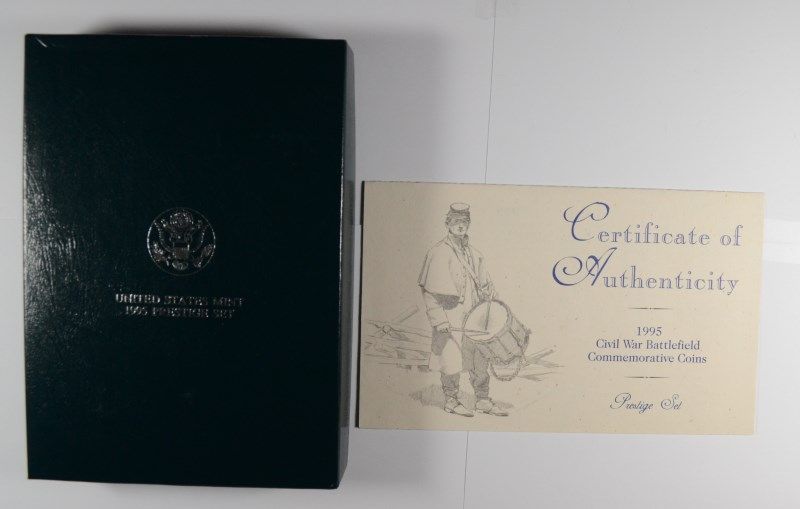 UNITED STATES MINT
1995 PRESTIGE SET
Certificate of
Authenticity
1995
Civil War Battlefield
Commemorative Coins
Prestige Set